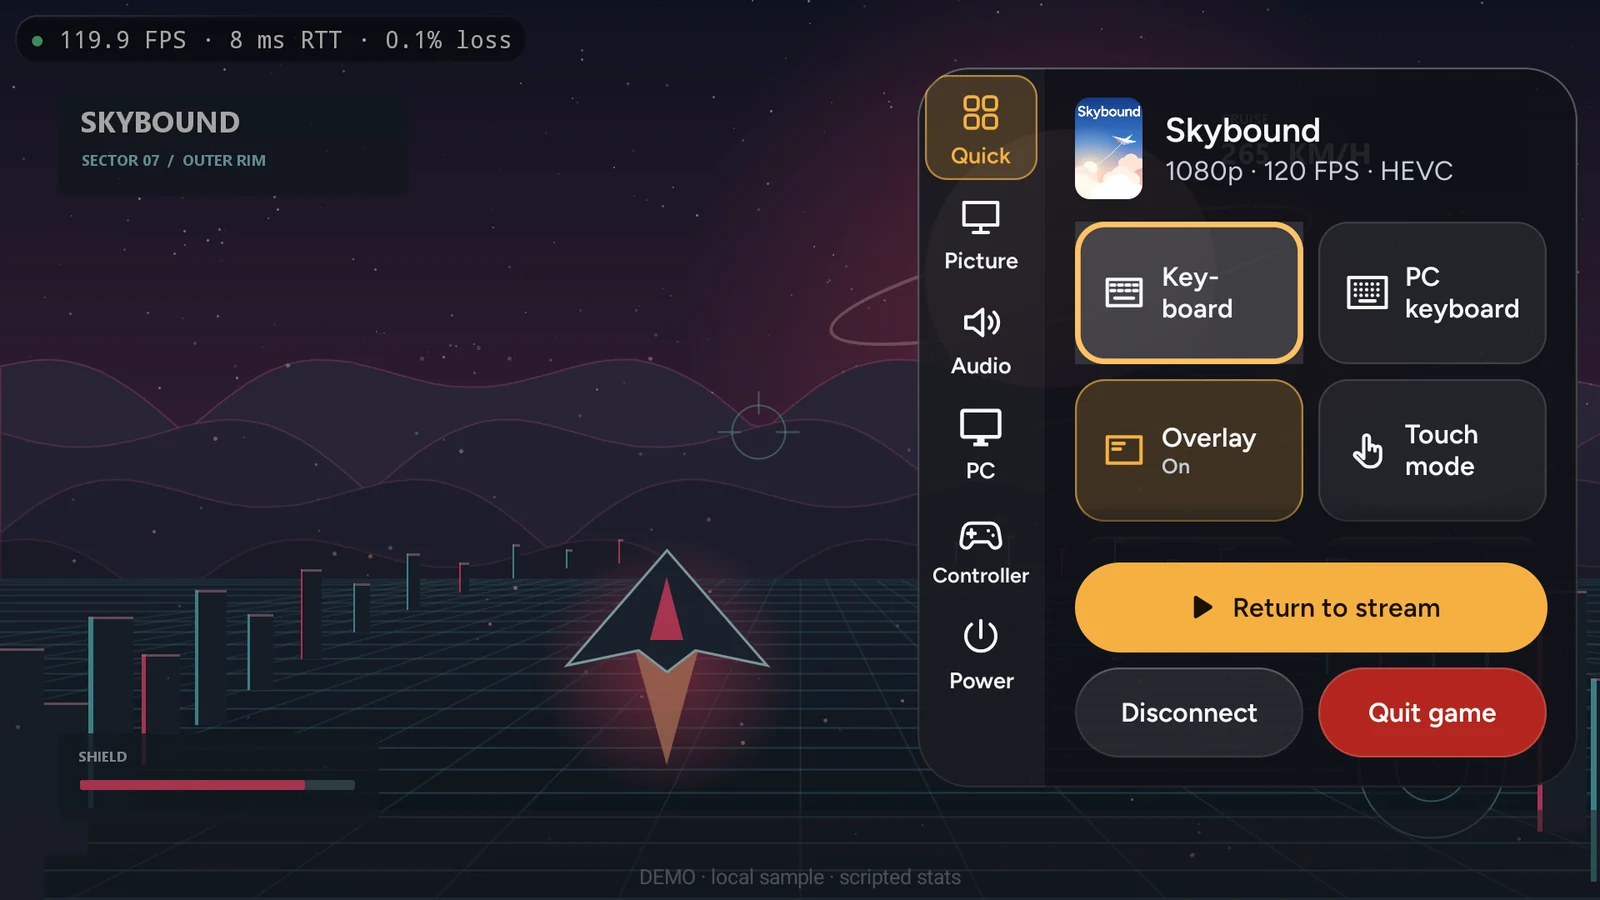 119.9 FPS · 8 ms RTT · 0.1% loss
SKYBOUND
SECTOR 07 / OUTER RIM
Quick
Picture
Audio
PC
Controller
Power
Skybound
Skybound
265 KM/H
1080p · 120 FPS · HEVC
Key-
board
PC
keyboard
Overlay
On
Touch
mode
Return to stream
Disconnect
Quit game
SHIELD
DEMO · local sample · scripted stats